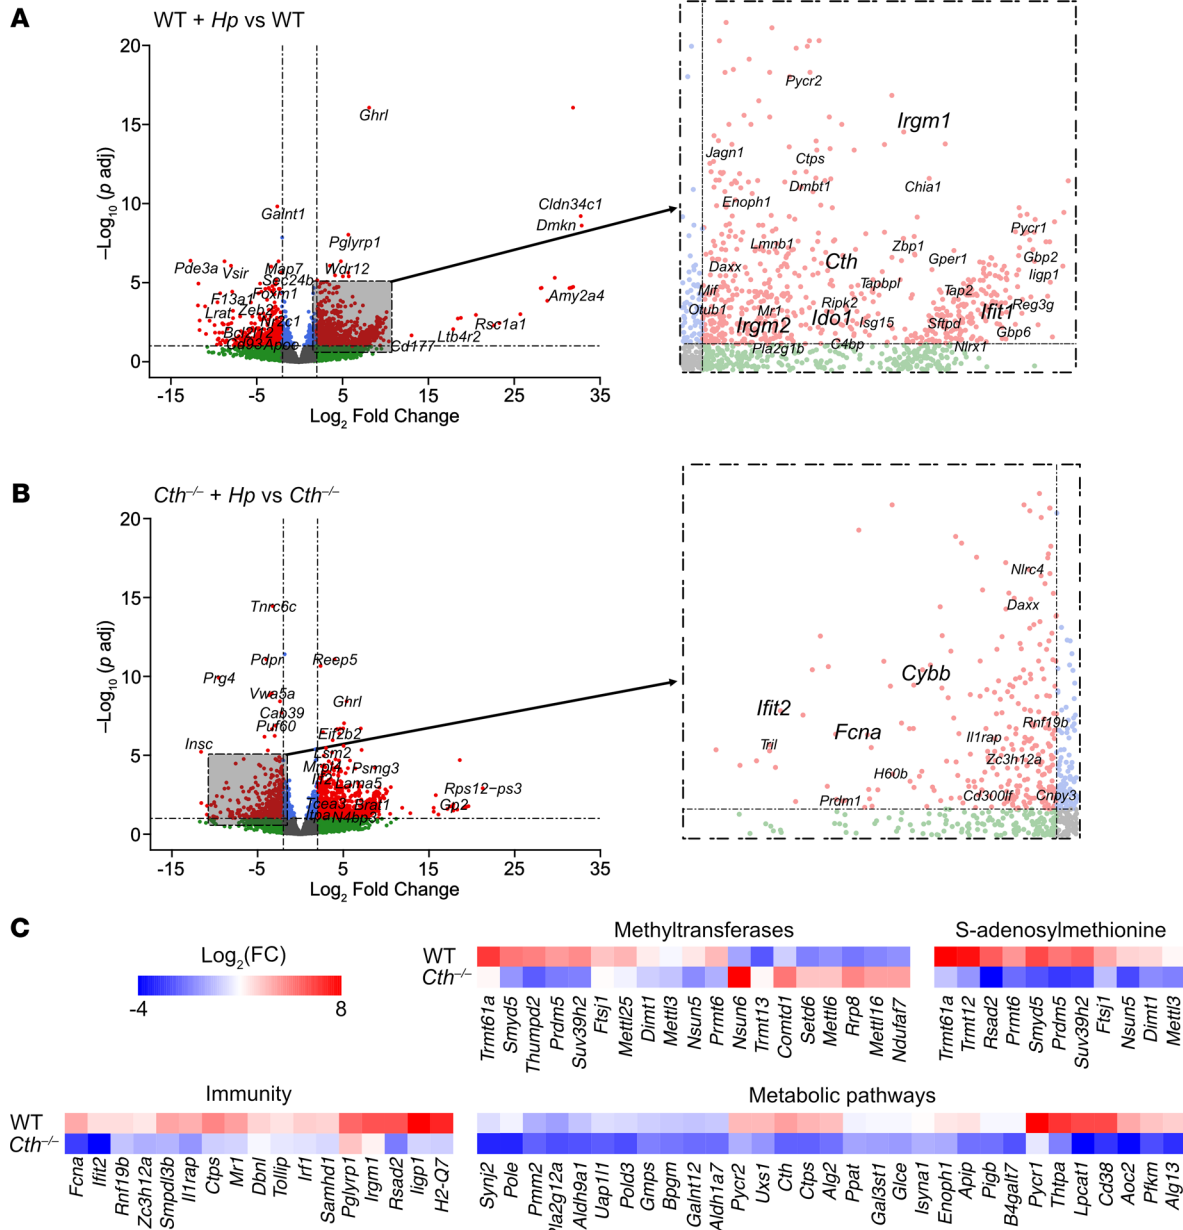 A
WT + Hp vs WT
20
15
10
5
0
–Log10 (p adj)
-15
-5
5
15
25
35
Log2 Fold Change
Ghrl
Galnt1
Cldn34c1
Dmkn
Pglyrp1
Pde3a
Vsir
Map7
Wdr12
Sec24b
F13a1
Foxm1
Amy2a4
Lrat
Zeb3
Nr2c1
Rsc1a1
Ltb4r2
Cd93
Apoe
Cd177
Pycr2
Irgm1
Jagn1
Ctps
Dmbt1
Chia1
Enoph1
Pycr1
Lmnb1
Zbp1
Daxx
Cth
Gper1
Gbp2
Iigp1
Mif
Tapbpl
Tap2
Otub1
Mr1
Ripk2
Ifit1
Reg3g
Irgm2
Ido1
Isg15
Sftpd
Gbp6
Pla2g1b
C4bp
Nlrx1
B
Cth–/– + Hp vs Cth–/–
20
15
10
5
0
–Log10 (p adj)
-15
-5
5
15
25
35
Log2 Fold Change
Tnrc6c
Pdpr
Reep5
Prg4
Vwa5a
Ghrl
Cab39
Puf60
Eif2b2
Insc
Lsm2
Mrpl4
Psmg3
Lama5
Rps12−ps3
Tcea3
Brat1
Gp2
Itpa
N4bp3
Nlrc4
Daxx
Cybb
Ifit2
Fcna
Rnf19b
Tril
Il1rap
Zc3h12a
H60b
Prdm1
Cd300lf
Cnpy3
C
Log2(FC)
-4
8
Methyltransferases
WT
Cth–/–
Trmt61a
Smyd5
Thumpd2
Prdm5
Suv39h2
Ftsj1
Mettl25
Dimt1
Mettl3
Nsun5
Prmt6
Nsun6
Trmt13
Comtd1
Setd6
Mettl6
Rrp8
Mettl16
Ndufaf7
S-adenosylmethionine
Trmt61a
Trmt12
Rsad2
Prmt6
Smyd5
Prdm5
Suv39h2
Ftsj1
Nsun5
Dimt1
Mettl3
Immunity
WT
Cth–/–
Fcna
Ifit2
Rnf19b
Zc3h12a
Smpdl3b
Il1rap
Ctps
Mr1
Dbnl
Tollip
Irf1
Samhd1
Pglyrp1
Irgm1
Rsad2
Iigp1
H2-Q7
Metabolic pathways
Synj2
Pole
Pmm2
Pla2g12a
Aldh9a1
Uap1l1
Pold3
Gmps
Bpgm
Galnt12
Aldh1a7
Pycr2
Uxs1
Cth
Ctps
Alg2
Ppat
Gal3st1
Glce
Isyna1
Enoph1
Apip
Pigb
B4galt7
Pycr1
Thtpa
Lpcat1
Cd38
Aoc2
Pfkm
Alg13